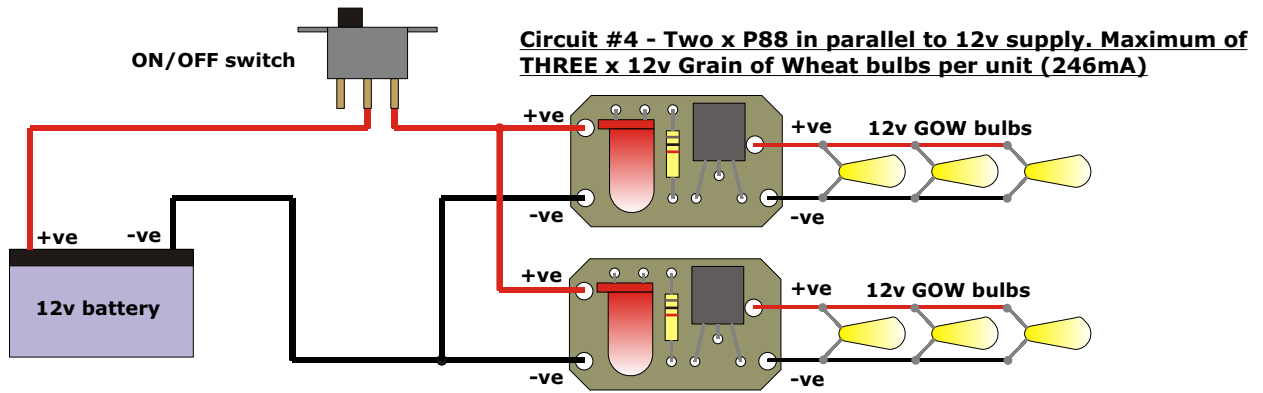 Circuit #4 - Two x P88 in parallel to 12v supply. Maximum of
THREE x 12v Grain of Wheat bulbs per unit (246mA)
ON/OFF switch
+ve
+ve
12v GOW bulbs
-ve
-ve
+ve
-ve
12v battery
+ve
+ve
12v GOW bulbs
-ve
-ve